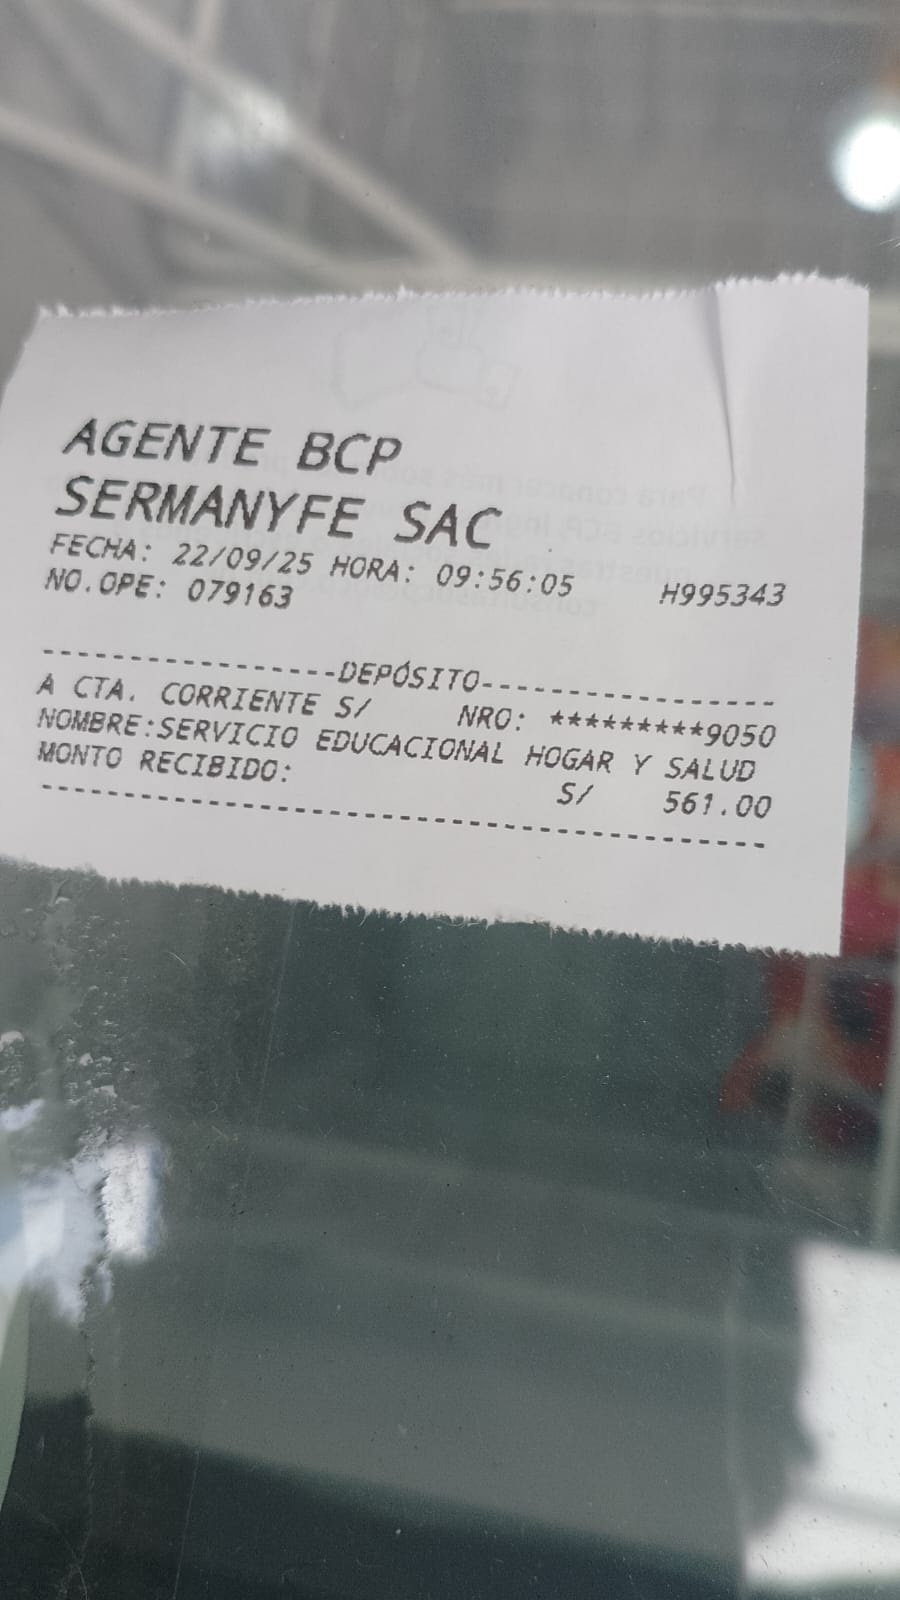 AGENTE BCP
SERMANYFE SAC
FECHA: 22/09/25 HORA: 09:56:05 H995343
NO.OPE: 079163
-----------------DEPÓSITO-----------------
A CTA. CORRIENTE S/ NRO: *********9050
NOMBRE:SERVICIO EDUCACIONAL HOGAR Y SALUD
MONTO RECIBIDO: S/ 561.00